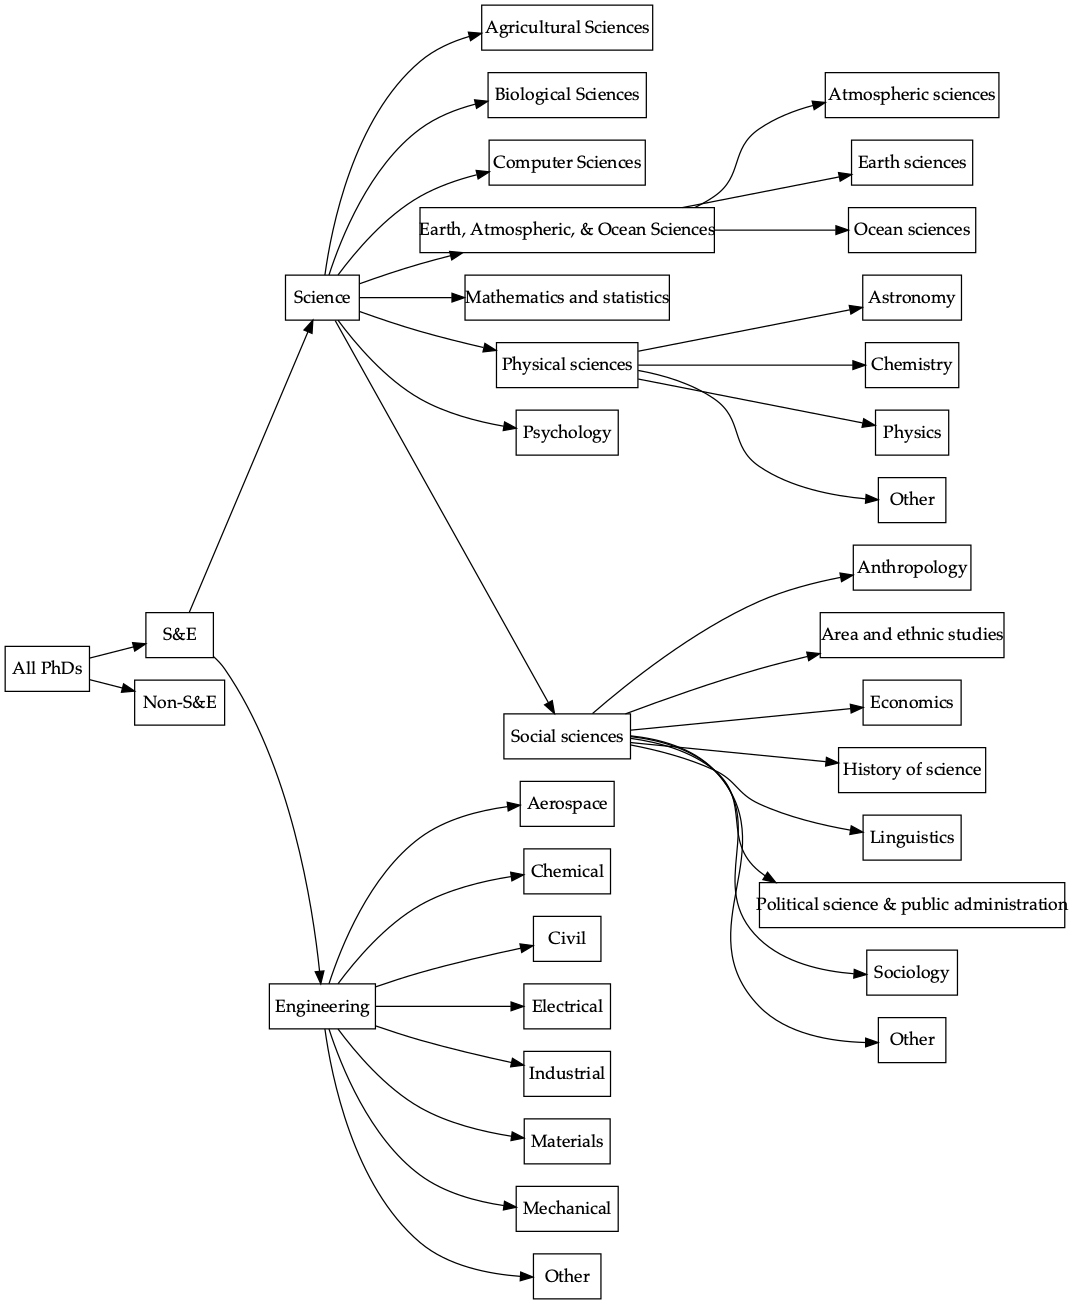 Agricultural Sciences
Biological Sciences
Atmospheric sciences
Computer Sciences
Earth sciences
Earth, Atmospheric, & Ocean Sciences
Ocean sciences
Science
Mathematics and statistics
Astronomy
Physical sciences
Chemistry
Psychology
Physics
Other
Anthropology
S&E
Area and ethnic studies
All PhDs
Non-S&E
Economics
Social sciences
History of science
Aerospace
Linguistics
Chemical
Political science & public administration
Civil
Sociology
Engineering
Electrical
Other
Industrial
Materials
Mechanical
Other